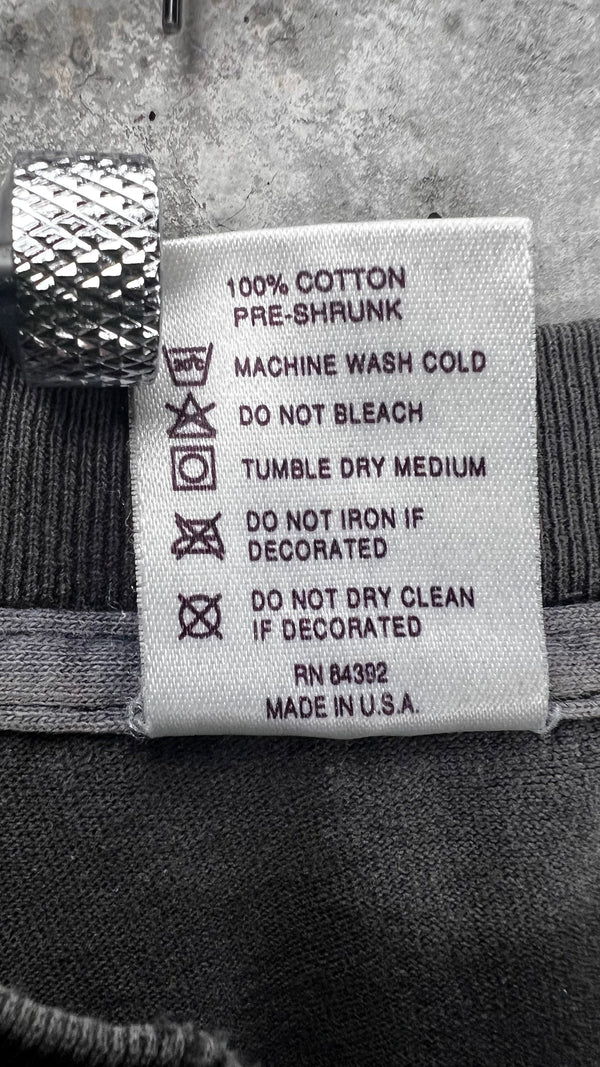 100% COTTON
PRE-SHRUNK
MACHINE WASH COLD
DO NOT BLEACH
TUMBLE DRY MEDIUM
DO NOT IRON IF
DECORATED
DO NOT DRY CLEAN
IF DECORATED
RN 84392
MADE IN U.S.A.